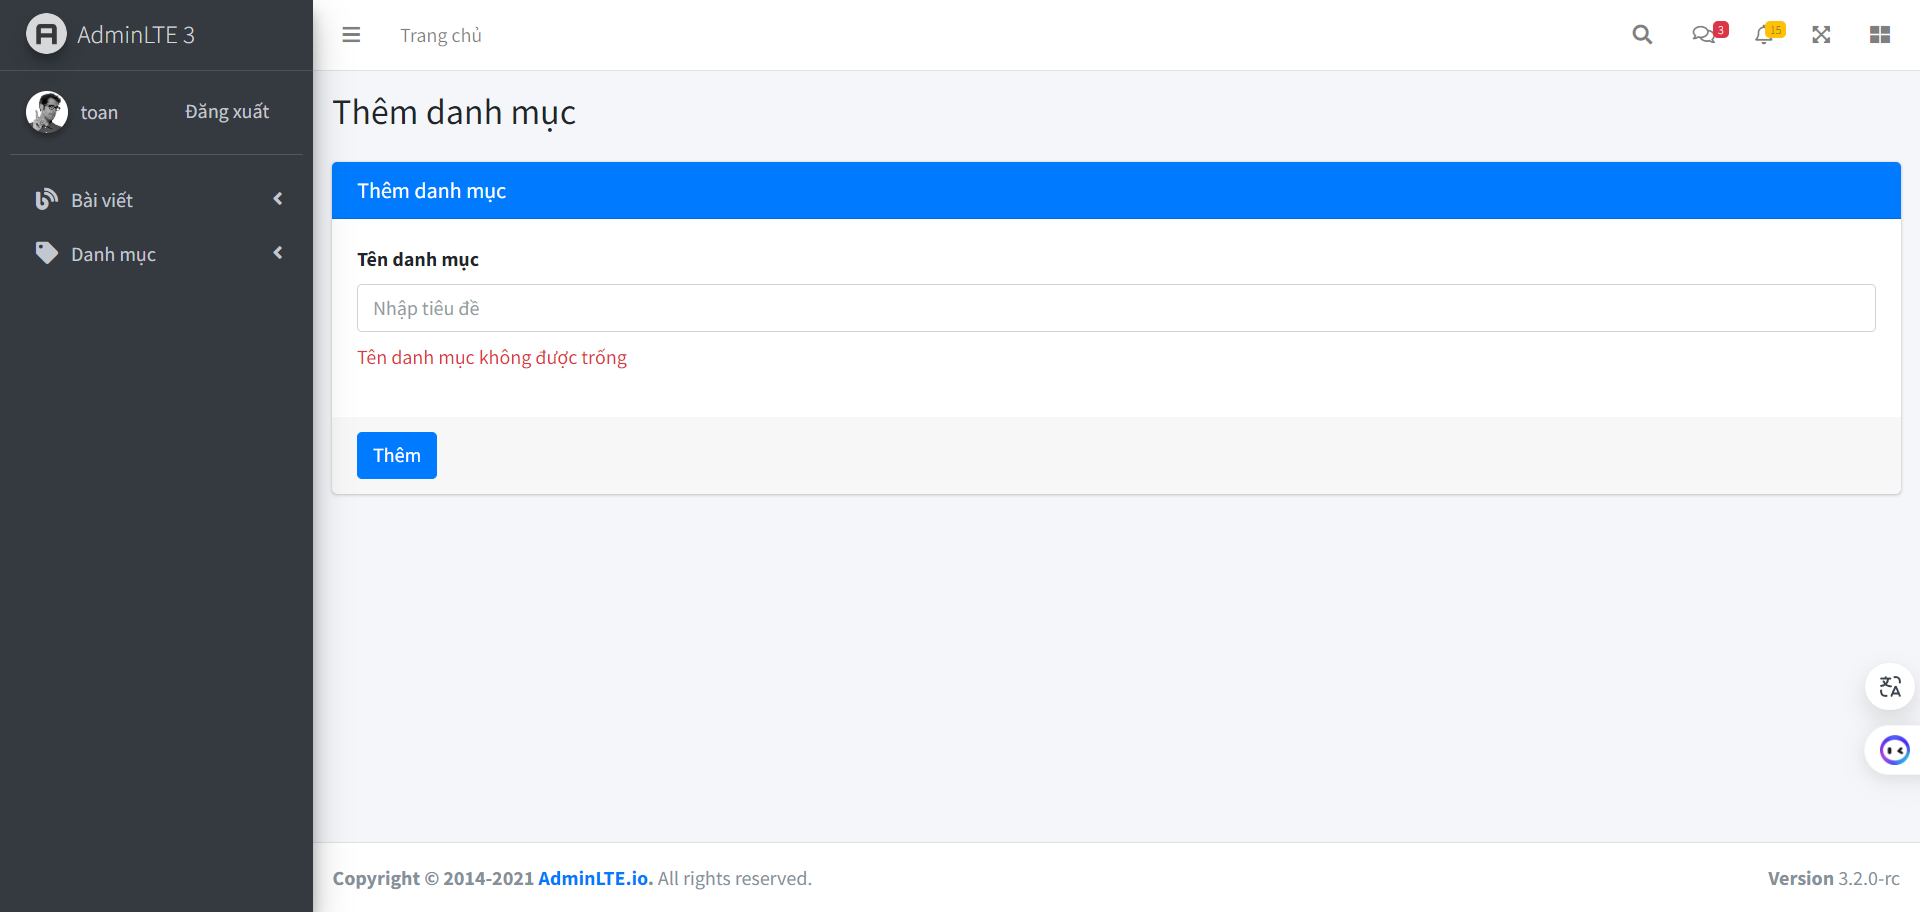 AdminLTE 3
Trang chủ
3
15
toan
Đăng xuất
Bài viết
Danh mục
Thêm danh mục
Thêm danh mục
Tên danh mục
Nhập tiêu đề
Tên danh mục không được trống
Thêm
Copyright © 2014-2021 AdminLTE.io. All rights reserved.
Version 3.2.0-rc